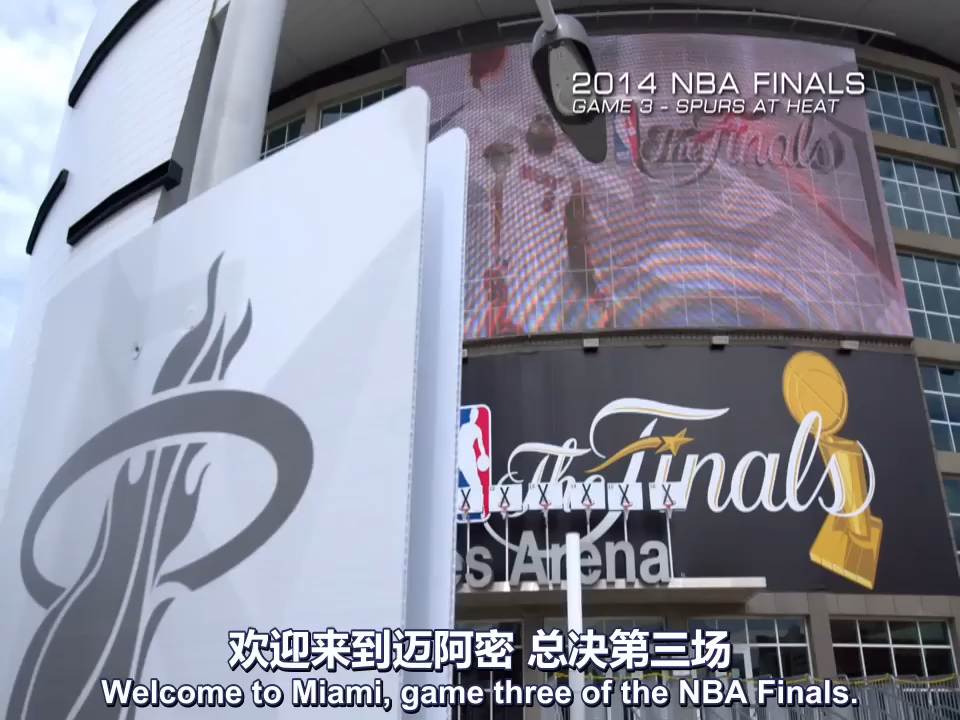 2014 NBA FINALS
GAME 3 - SPURS AT HEAT
The Finals
The Finals
X X X X X X
es Arena
欢迎来到迈阿密 总决第三场
Welcome to Miami, game three of the NBA Finals.